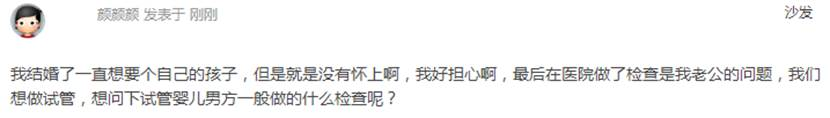 颜颜颜 发表于 刚刚
沙发
我结婚了一直想要个自己的孩子，但是就是没有怀上啊，我好担心啊，最后在医院做了检查是我老公的问题，我们
想做试管，想问下试管婴儿男方一般做的什么检查呢？